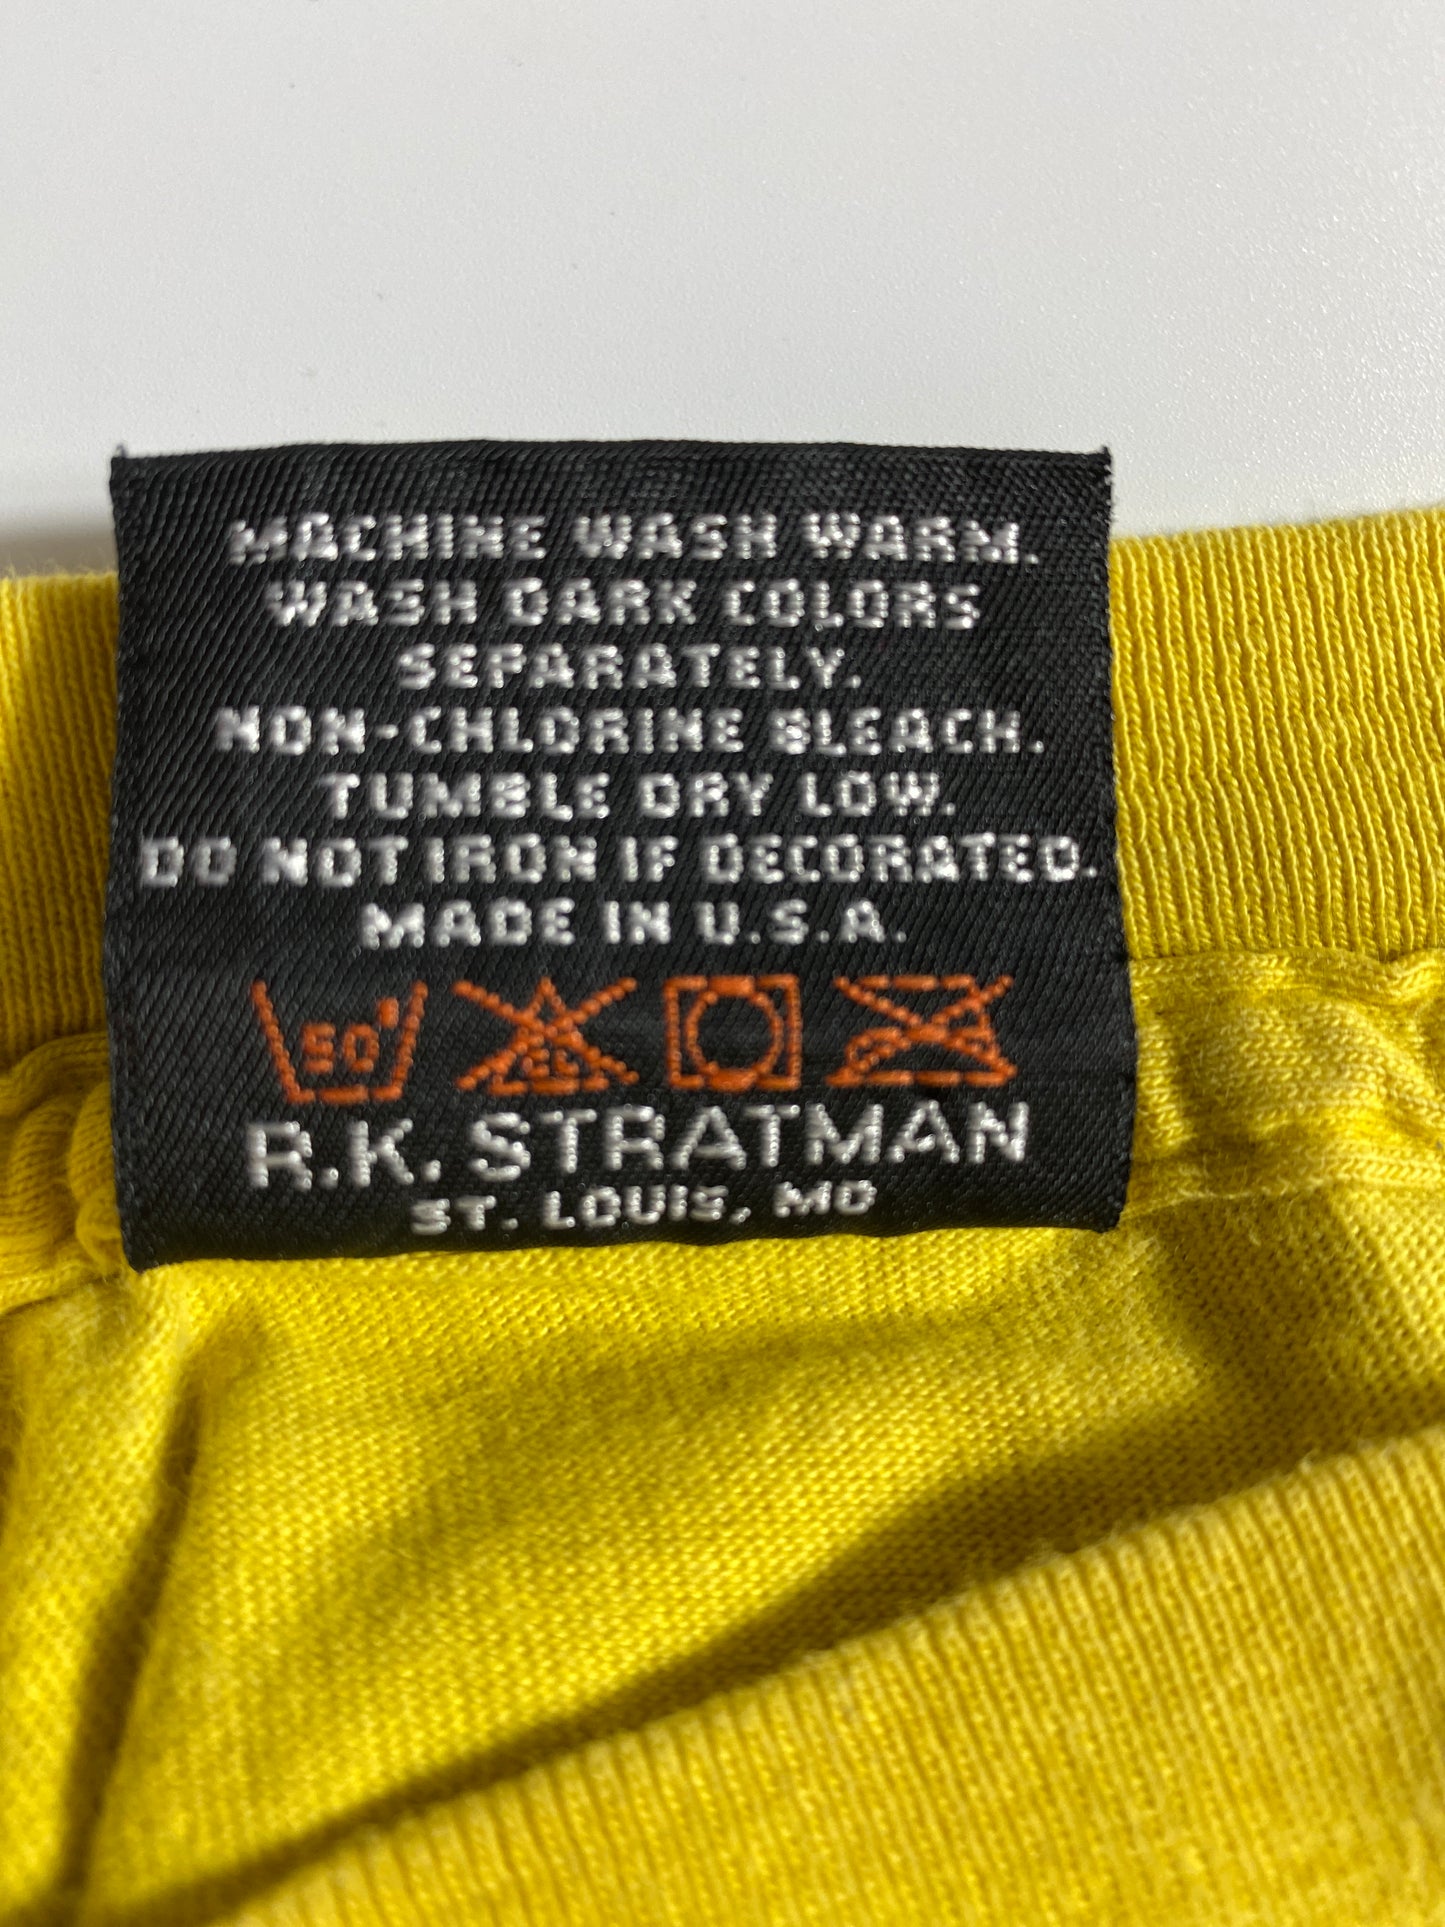 MACHINE WASH WARM.
WASH DARK COLORS
SEPARATELY.
NON-CHLORINE BLEACH.
TUMBLE DRY LOW.
DO NOT IRON IF DECORATED.
MADE IN U.S.A.
50° CL
R.K. STRATMAN
ST. LOUIS, MO